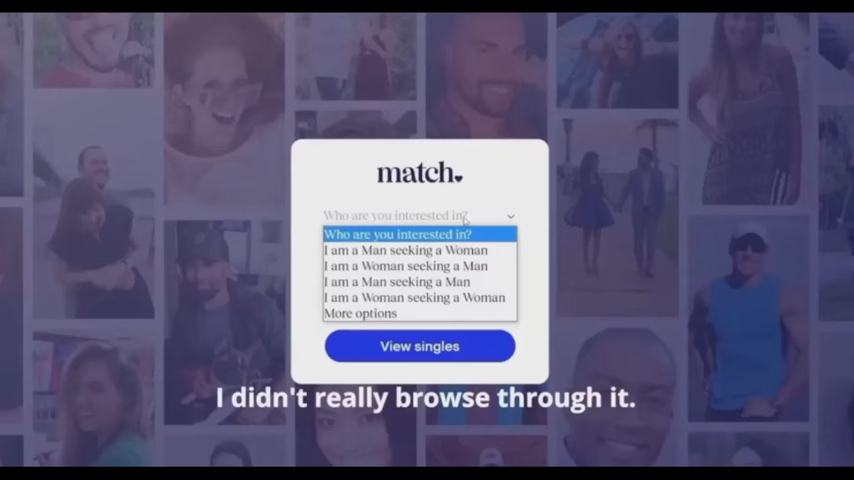 match
Who are you interested in?
Who are you interested in?
I am a Man seeking a Woman
I am a Woman seeking a Man
I am a Man seeking a Man
I am a Woman seeking a Woman
More options
View singles
I didn't really browse through it.